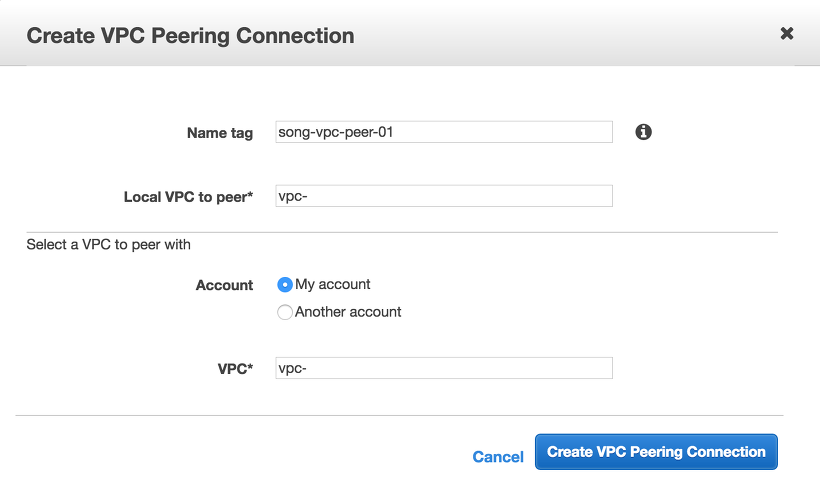 Create VPC Peering Connection
Name tag song-vpc-peer-01
Local VPC to peer* vpc-
Select a VPC to peer with
Account My account
Another account
VPC* vpc-
Cancel Create VPC Peering Connection